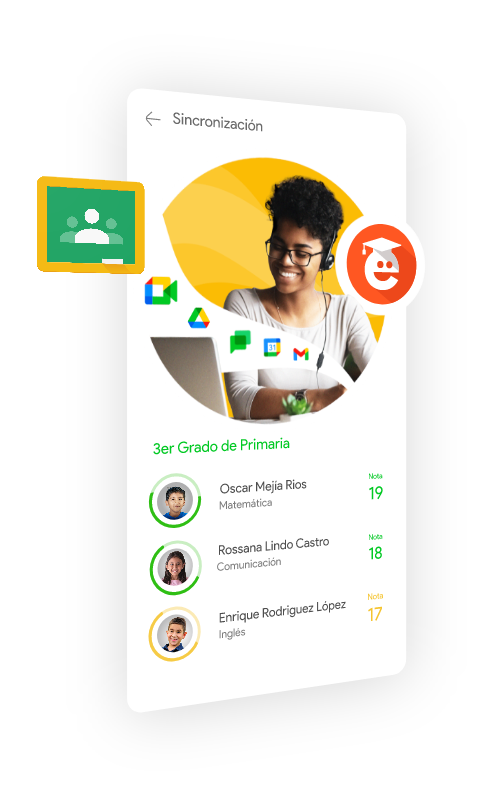 Sincronización
31
3er Grado de Primaria
Oscar Mejía Rios
Matemática
Nota
19
Rossana Lindo Castro
Comunicación
Nota
18
Enrique Rodriguez López
Inglés
Nota
17